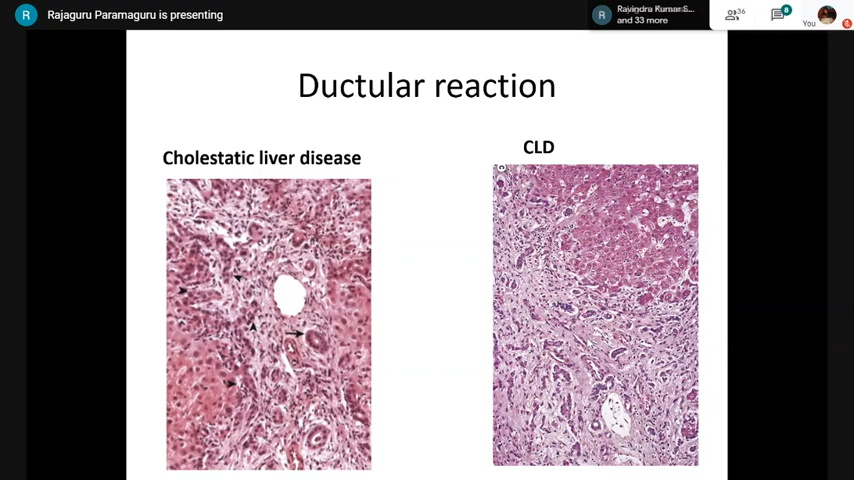 R Rajaguru Paramaguru is presenting
R
and 33 more
36
8
You
Ductular reaction
Cholestatic liver disease
CLD